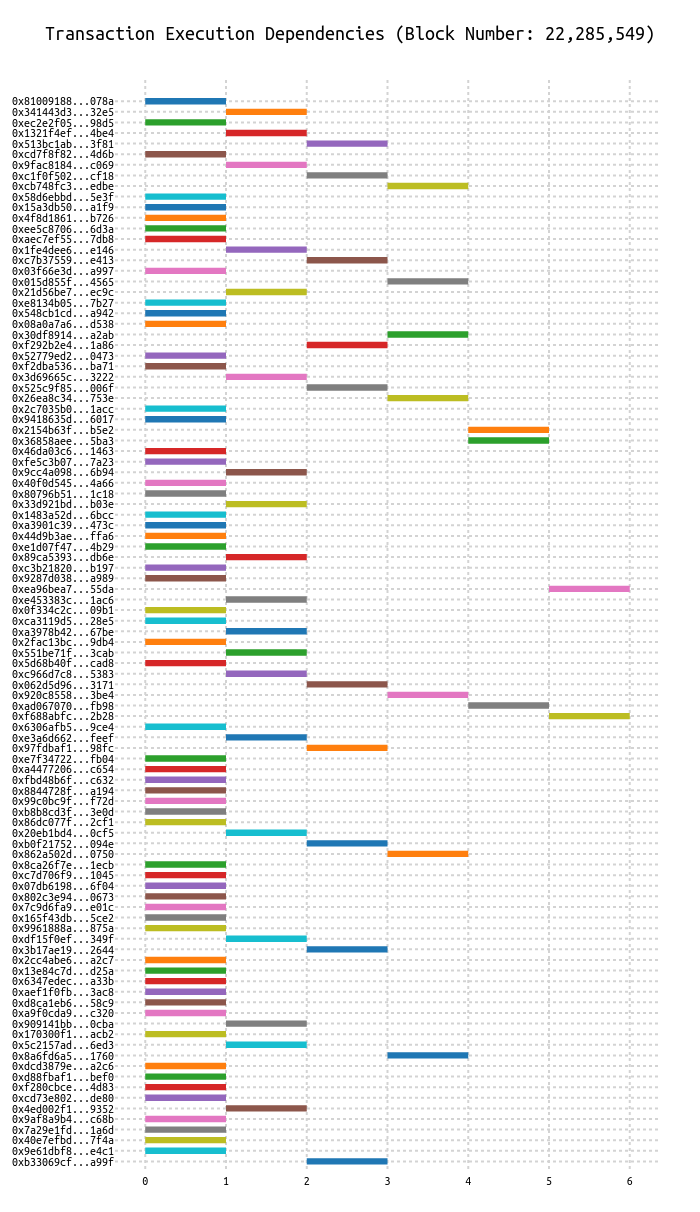 Transaction Execution Dependencies (Block Number: 22,285,549)
0x81009188...078a
0x341443d3...32e5
0xec2e2f05...98d5
0x1321f4ef...4be4
0x513bc1ab...3f81
0xcd7f8f82...4d6b
0x9fac8184...c069
0xc1f0f502...cf18
0xcb748fc3...edbe
0x58d6ebbd...5e3f
0x15a3db50...a1f9
0x4f8d1861...b726
0xee5c8706...6d3a
0xaec7ef55...7db8
0x1fe4dee6...e146
0xc7b37559...e413
0x03f66e3d...a997
0x015d855f...4565
0x21d56be7...ec9c
0xe8134b05...7b27
0x548cb1cd...a942
0x08a0a7a6...d538
0x30df8914...a2ab
0xf292b2e4...1a86
0x52779ed2...0473
0xf2dba536...ba71
0x3d69665c...3222
0x525c9f85...006f
0x26ea8c34...753e
0x2c7035b0...1acc
0x9418635d...6017
0x2154b63f...b5e2
0x36858aee...5ba3
0x46da03c6...1463
0xfe5c3b07...7a23
0x9cc4a098...6b94
0x40f0d545...4a66
0x80796b51...1c18
0x33d921bd...b03e
0x1483a52d...6bcc
0xa3901c39...473c
0x44d9b3ae...ffa6
0xe1d07f47...4b29
0x89ca5393...db6e
0xc3b21820...b197
0x9287d038...a989
0xea96bea7...55da
0xe453383c...1ac6
0x0f334c2c...09b1
0xca3119d5...28e5
0xa3978b42...67be
0x2fac13bc...9db4
0x551be71f...3cab
0x5d68b40f...cad8
0xc966d7c8...5383
0x062d5d96...3171
0x920c8558...3be4
0xad067070...fb98
0xf688abfc...2b28
0x6306afb5...9ce4
0xe3a6d662...feef
0x97fdbaf1...98fc
0xe7f34722...fb04
0xa4477206...c654
0xfbd48b6f...c632
0x8844728f...a194
0x99c0bc9f...f72d
0xb8b8cd3f...3e0d
0x86dc077f...2cf1
0x20eb1bd4...0cf5
0xb0f21752...094e
0x862a502d...0750
0x8ca26f7e...1ecb
0xc7d706f9...1045
0x07db6198...6f04
0x802c3e94...0673
0x7c9d6fa9...e01c
0x165f43db...5ce2
0x9961888a...875a
0xdf15f0ef...349f
0x3b17ae19...2644
0x2cc4abe6...a2c7
0x13e84c7d...d25a
0x6347edec...a33b
0xaef1f0fb...3ac8
0xd8ca1eb6...58c9
0xa9f0cda9...c320
0x909141bb...0cba
0x170300f1...acb2
0x5c2157ad...6ed3
0x8a6fd6a5...1760
0xdcd3879e...a2c6
0xd88fbaf1...bef0
0xf280cbce...4d83
0xcd73e802...de80
0x4ed002f1...9352
0x9af8a9b4...c68b
0x7a29e1fd...1a6d
0x40e7efbd...7f4a
0x9e61dbf8...e4c1
0xb33069cf...a99f
0 1 2 3 4 5 6